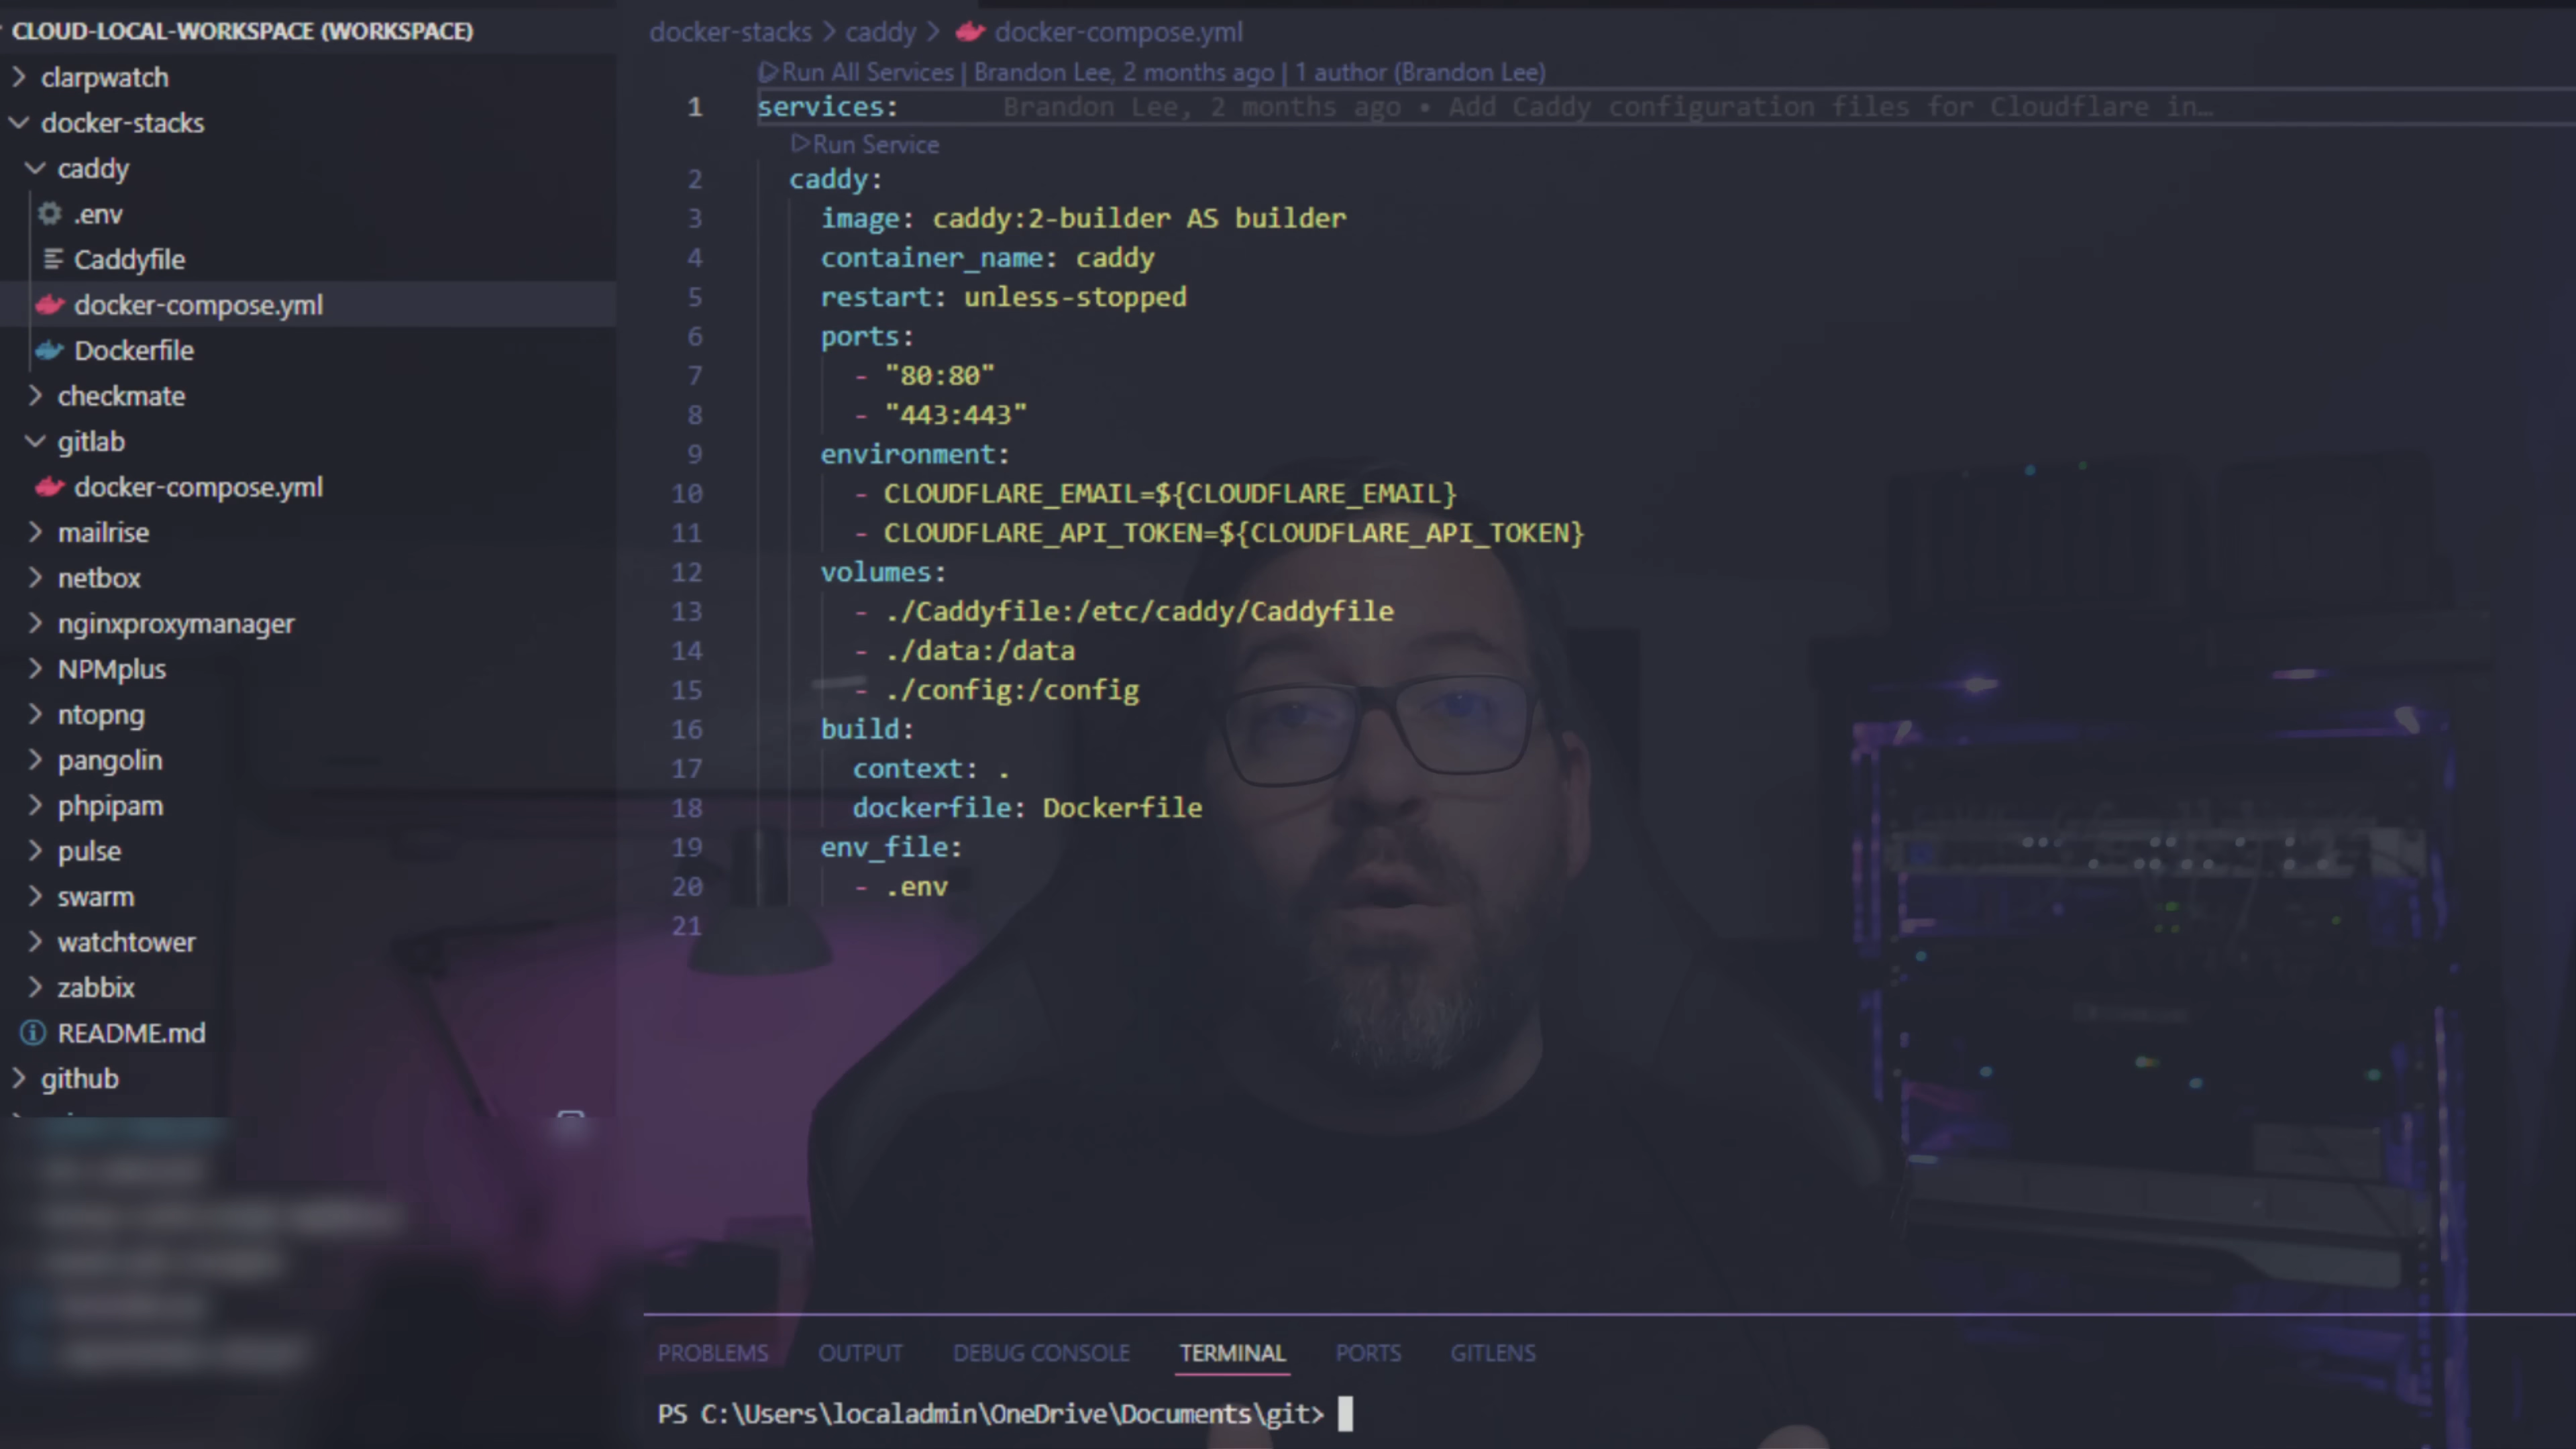 CLOUD-LOCAL-WORKSPACE (WORKSPACE)
clarpwatch
docker-stacks
caddy
.env
Caddyfile
docker-compose.yml
Dockerfile
checkmate
gitlab
docker-compose.yml
mailrise
netbox
nginxproxymanager
NPMplus
ntopng
pangolin
phpipam
pulse
swarm
watchtower
zabbix
README.md
github
docker-stacks > caddy > docker-compose.yml
Run All Services | Brandon Lee, 2 months ago | 1 author (Brandon Lee)
1 services: Brandon Lee, 2 months ago • Add Caddy configuration files for Cloudflare in…
Run Service
2 caddy:
3 image: caddy:2-builder AS builder
4 container_name: caddy
5 restart: unless-stopped
6 ports:
7 - "80:80"
8 - "443:443"
9 environment:
10 - CLOUDFLARE_EMAIL=${CLOUDFLARE_EMAIL}
11 - CLOUDFLARE_API_TOKEN=${CLOUDFLARE_API_TOKEN}
12 volumes:
13 - ./Caddyfile:/etc/caddy/Caddyfile
14 - ./data:/data
15 - ./config:/config
16 build:
17 context: .
18 dockerfile: Dockerfile
19 env_file:
20 - .env
21
PROBLEMS OUTPUT DEBUG CONSOLE TERMINAL PORTS GITLENS
PS C:\Users\localadmin\OneDrive\Documents\git>